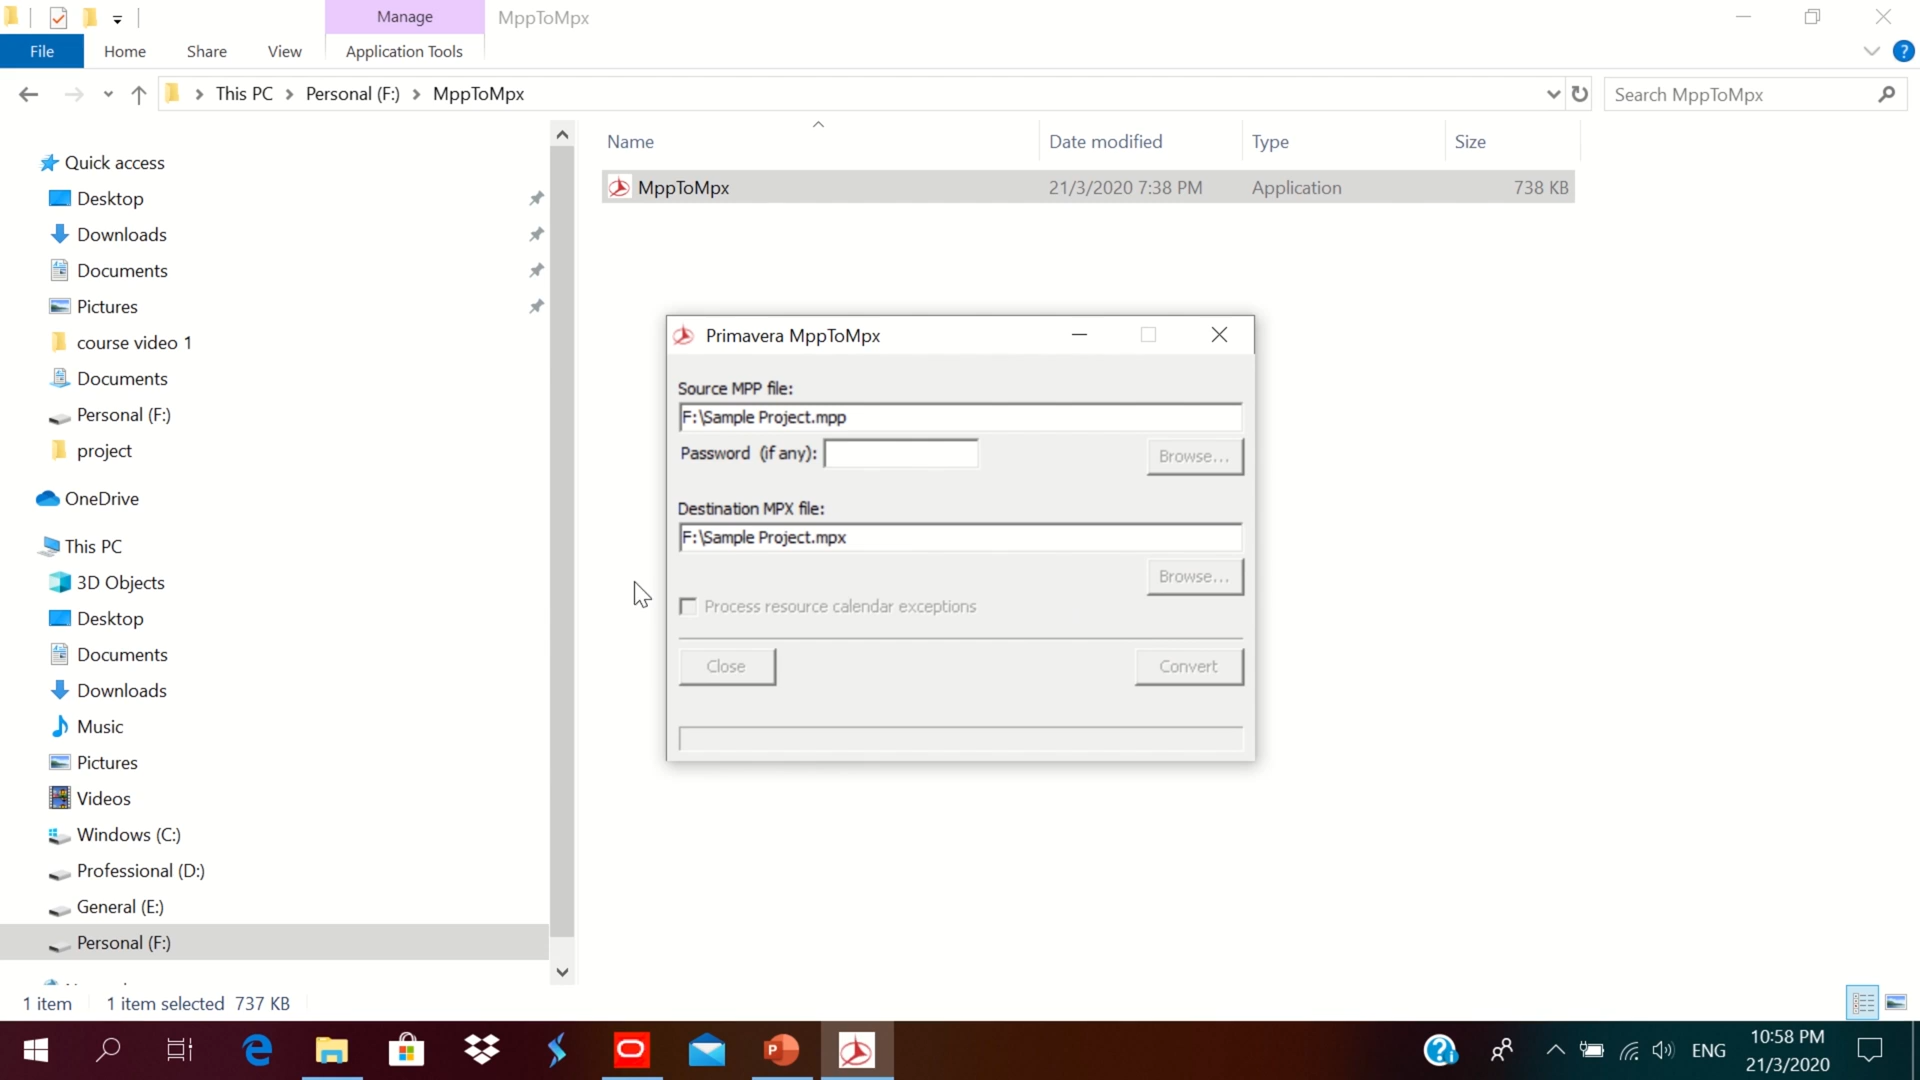 Manage
MppToMpx
File
Home
Share
View
Application Tools
This PC
Personal (F:)
MppToMpx
Search MppToMpx
Name
Date modified
Type
Size
MppToMpx
21/3/2020 7:38 PM
Application
738 KB
Quick access
Desktop
Downloads
Documents
Pictures
course video 1
Documents
Personal (F:)
project
OneDrive
This PC
3D Objects
Desktop
Documents
Downloads
Music
Pictures
Videos
Windows (C:)
Professional (D:)
General (E:)
Personal (F:)
Primavera MppToMpx
Source MPP file:
F:\Sample Project.mpp
Password (if any):
Browse...
Destination MPX file:
F:\Sample Project.mpx
Browse...
Process resource calendar exceptions
Close
Convert
1 item
1 item selected 737 KB
ENG
10:58 PM
21/3/2020